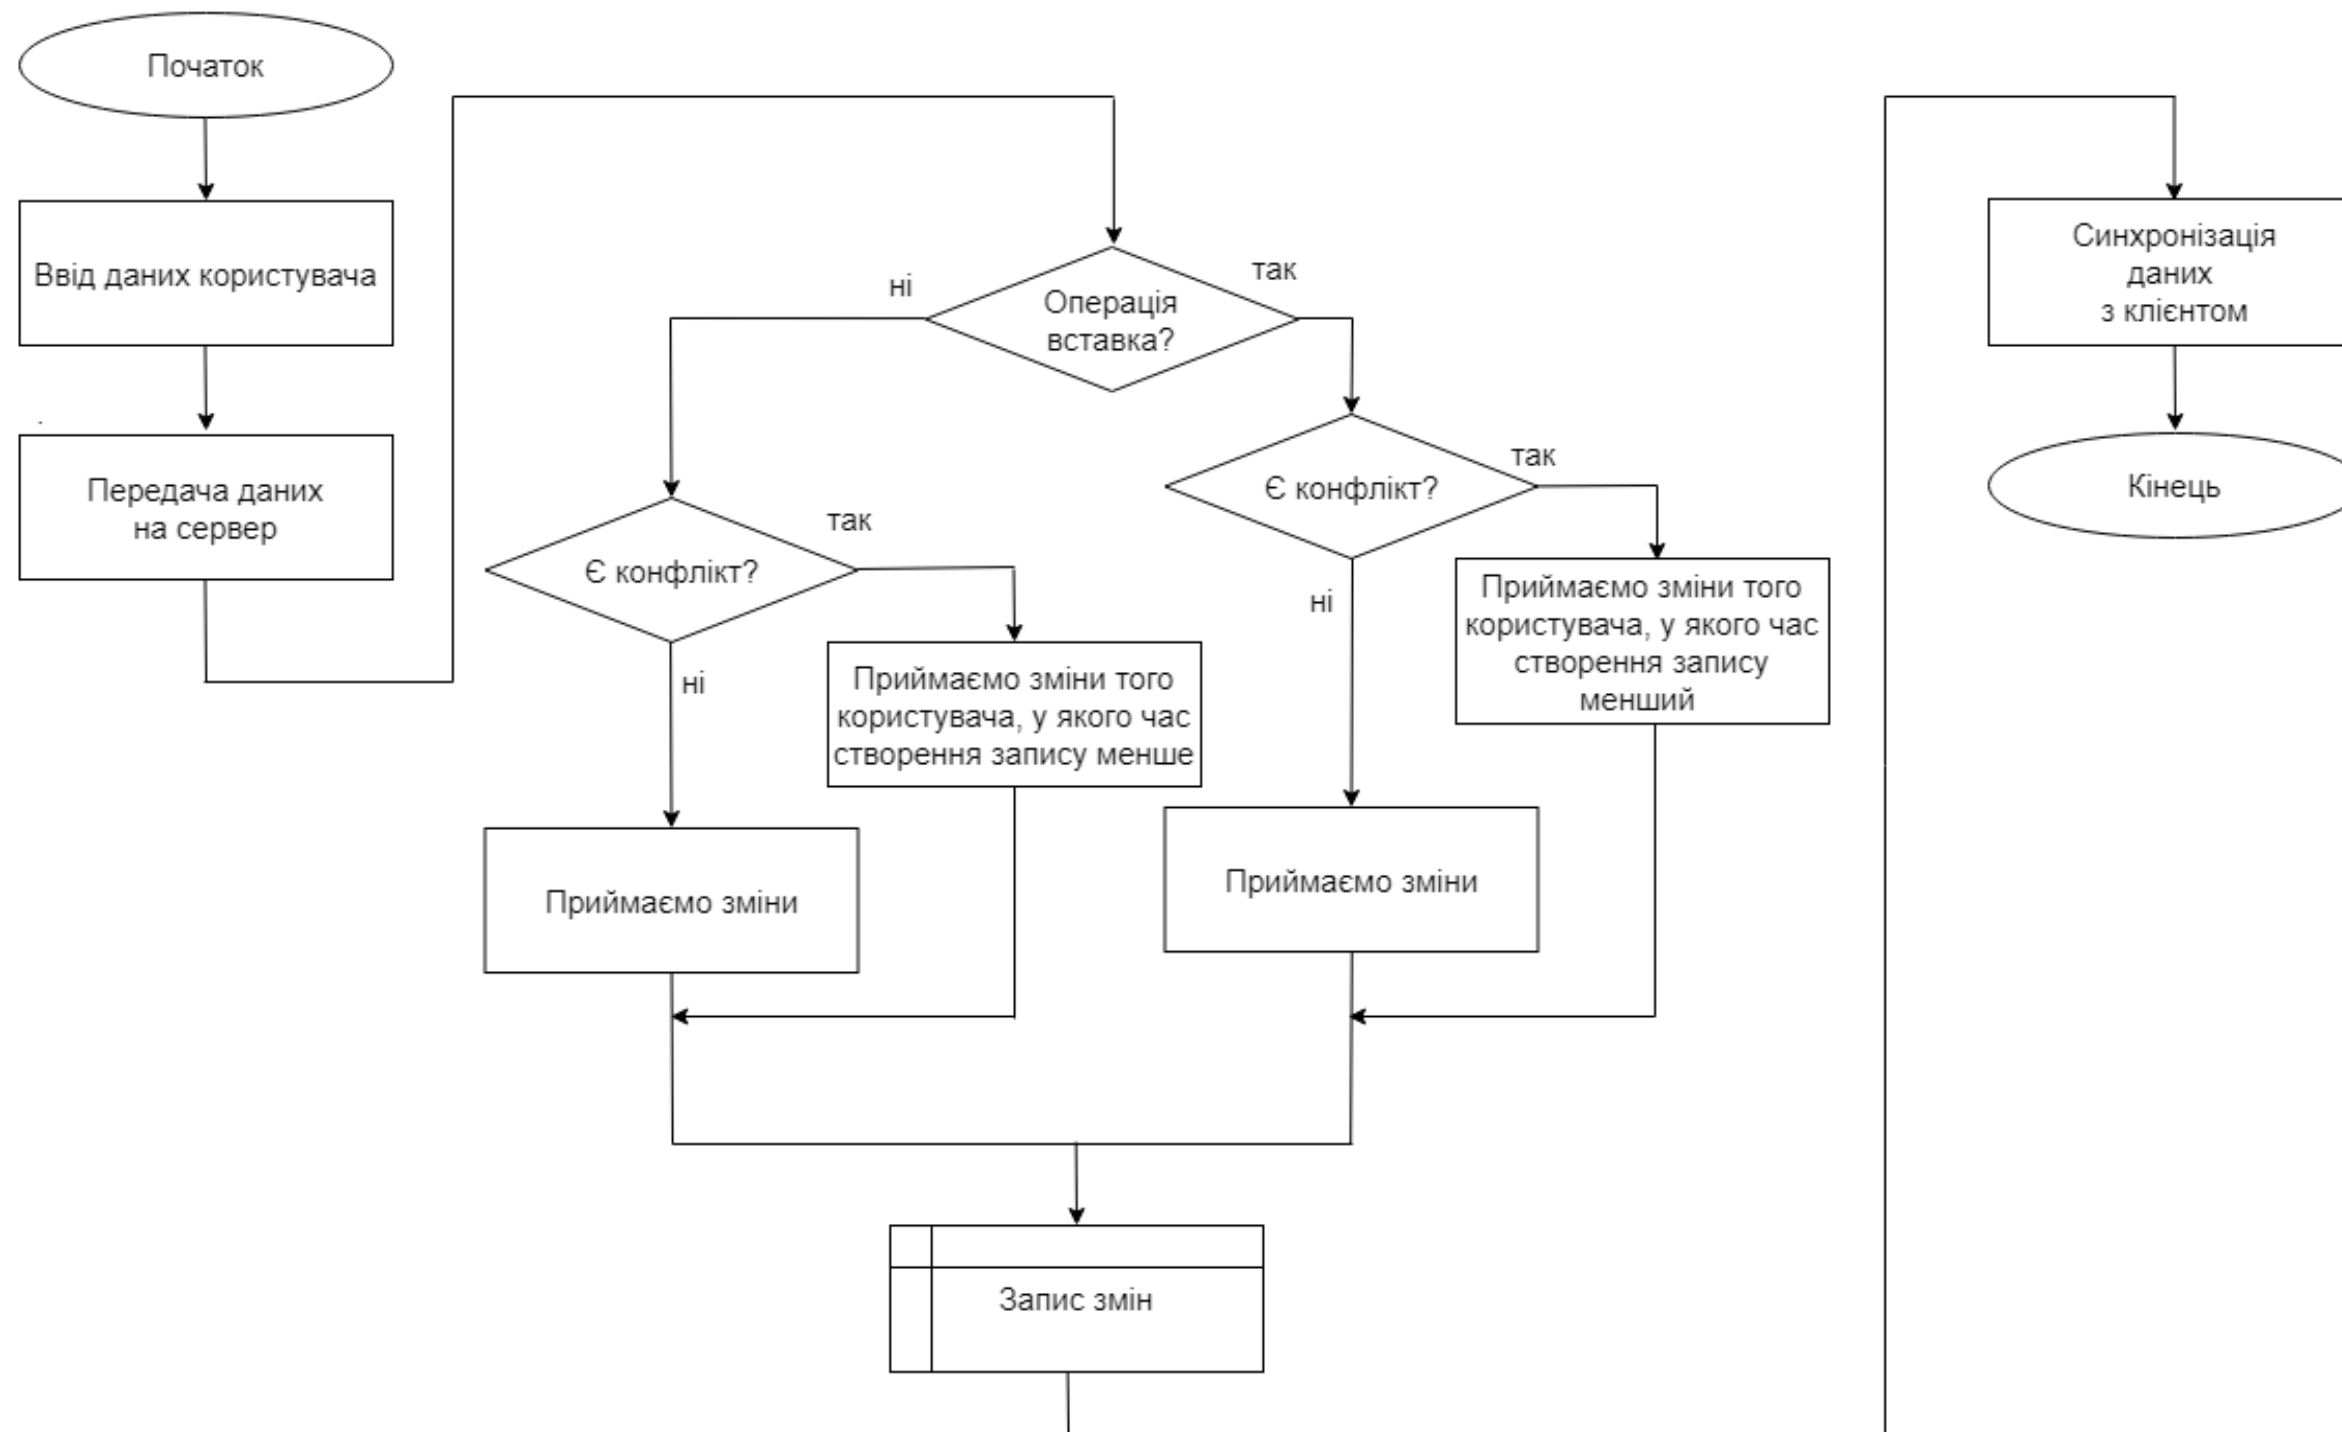 Початок
Ввід даних користувача
Передача даних
на сервер
Операція
вставка?
ні
так
Є конфлікт?
так
ні
Приймаємо зміни того
користувача, у якого час
створення запису менше
Приймаємо зміни
Є конфлікт?
так
ні
Приймаємо зміни того
користувача, у якого час
створення запису
менший
Приймаємо зміни
Запис змін
Синхронізація
даних
з клієнтом
Кінець